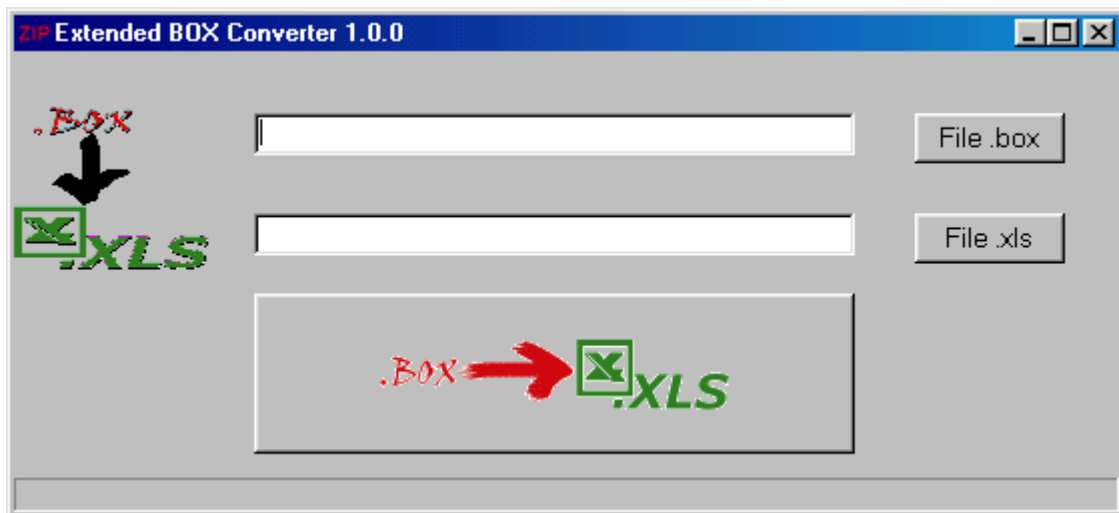 ZIP Extended BOX Converter 1.0.0
.BOX
File .box
.XLS
File .xls
.BOX .XLS